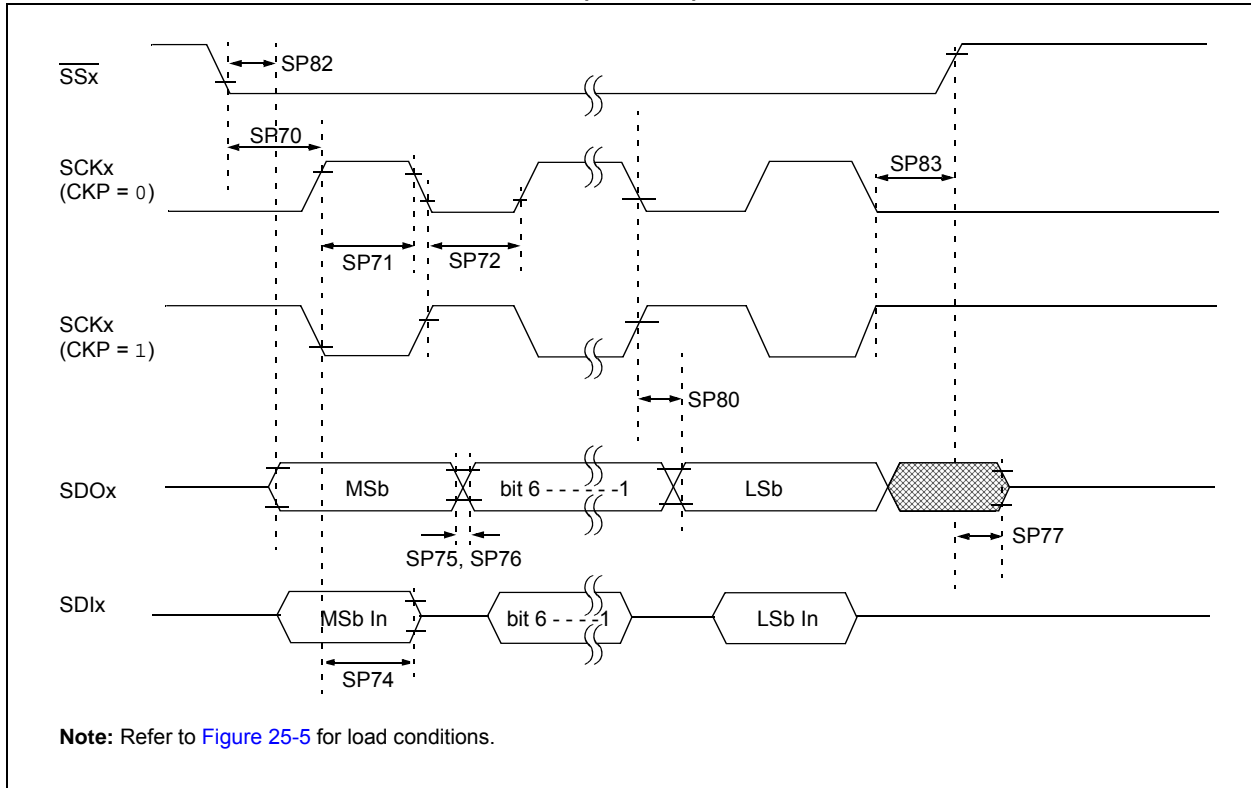 SSx
SP82
SP70
SCKx
(CKP = 0)
SP83
SP71
SP72
SCKx
(CKP = 1)
SP80
SDOx
MSb
bit 6 - - - - - - -1
LSb
SP77
SP75, SP76
SDIx
MSb In
bit 6 - - - -1
LSb In
SP74
Note: Refer to Figure 25-5 for load conditions.